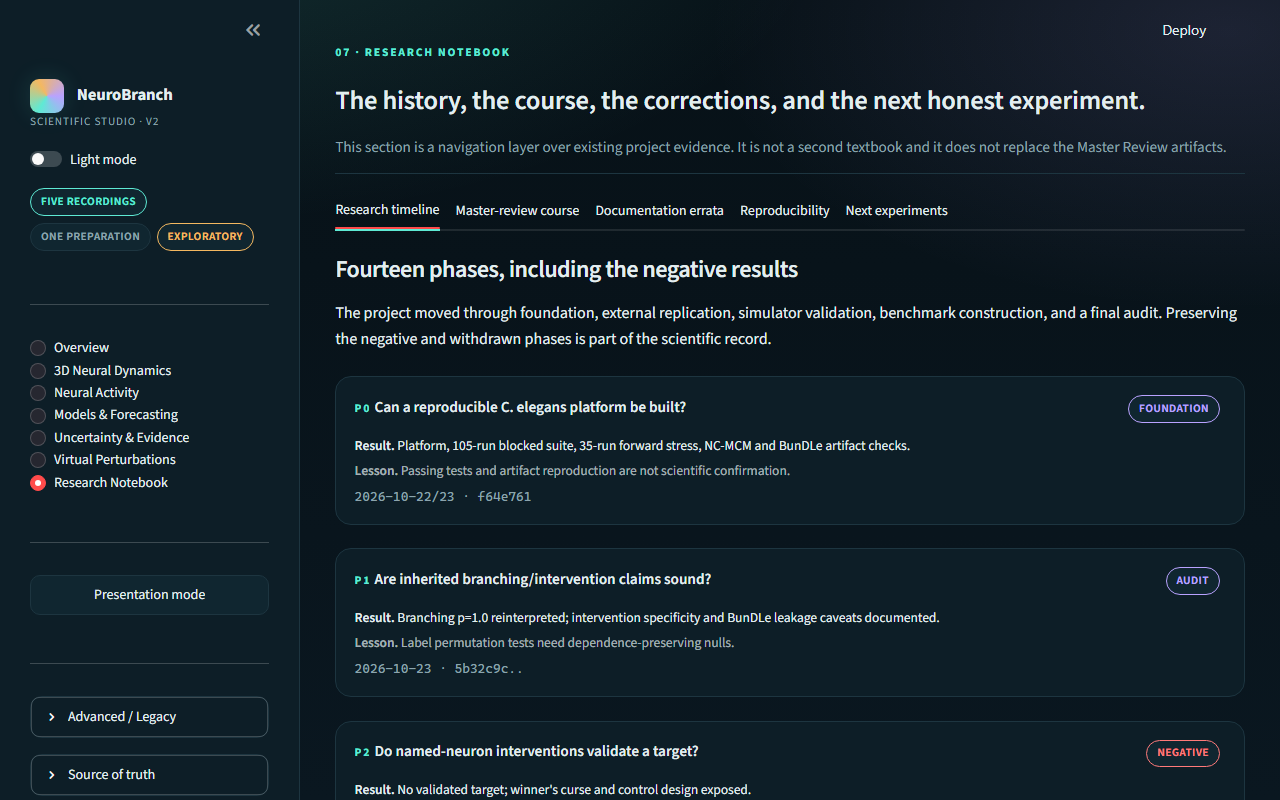 NeuroBranch
SCIENTIFIC STUDIO · V2
Light mode
FIVE RECORDINGS
ONE PREPARATION
EXPLORATORY
Overview
3D Neural Dynamics
Neural Activity
Models & Forecasting
Uncertainty & Evidence
Virtual Perturbations
Research Notebook
Presentation mode
Advanced / Legacy
Source of truth
Deploy
07 · RESEARCH NOTEBOOK
The history, the course, the corrections, and the next honest experiment.
This section is a navigation layer over existing project evidence. It is not a second textbook and it does not replace the Master Review artifacts.
Research timeline
Master-review course
Documentation errata
Reproducibility
Next experiments
Fourteen phases, including the negative results
The project moved through foundation, external replication, simulator validation, benchmark construction, and a final audit. Preserving
the negative and withdrawn phases is part of the scientific record.
P0 Can a reproducible C. elegans platform be built?
FOUNDATION
Result. Platform, 105-run blocked suite, 35-run forward stress, NC-MCM and BunDLe artifact checks.
Lesson. Passing tests and artifact reproduction are not scientific confirmation.
2026-10-22/23 · f64e761
P1 Are inherited branching/intervention claims sound?
AUDIT
Result. Branching p=1.0 reinterpreted; intervention specificity and BunDLe leakage caveats documented.
Lesson. Label permutation tests need dependence-preserving nulls.
2026-10-23 · 5b32c9c..
P2 Do named-neuron interventions validate a target?
NEGATIVE
Result. No validated target; winner's curse and control design exposed.